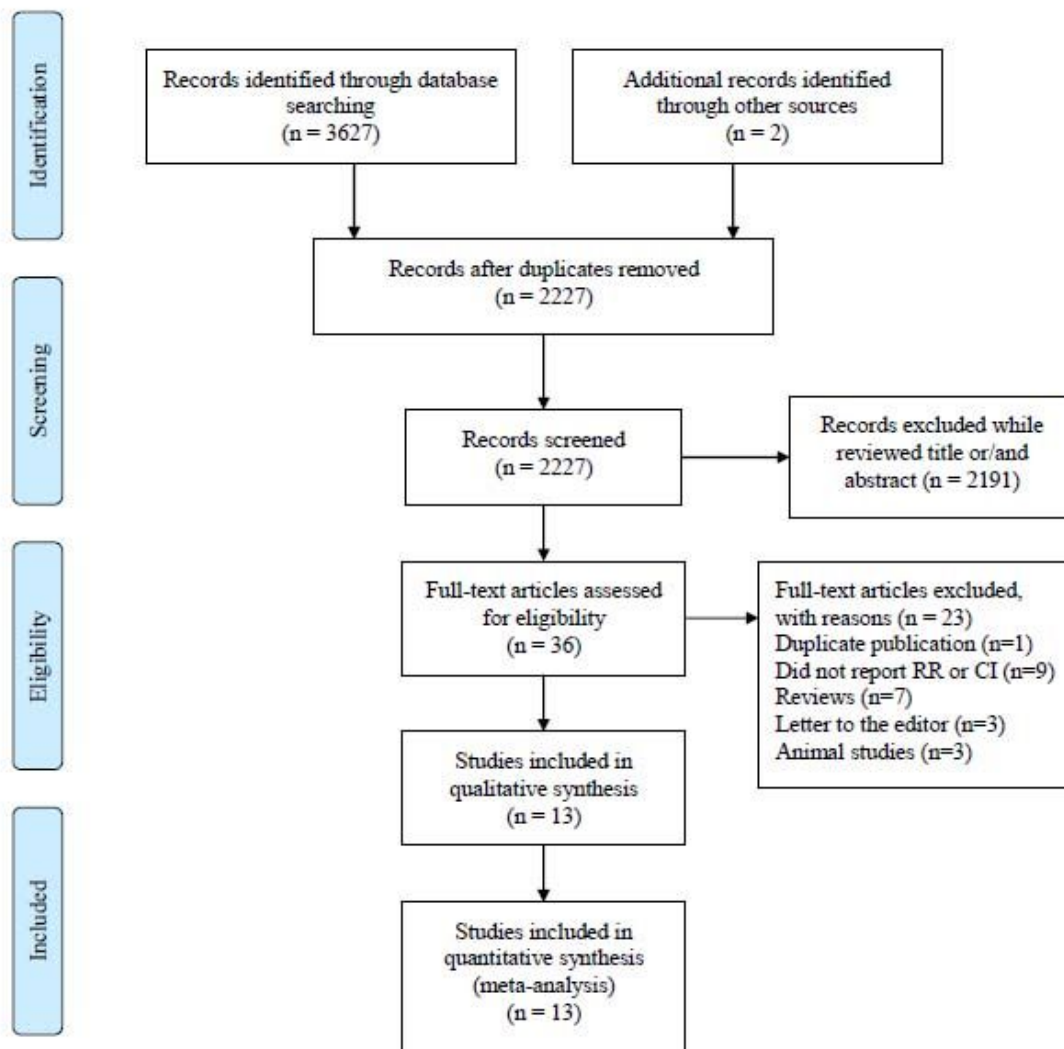 Identification
Records identified through database
searching
(n = 3627)
Additional records identified
through other sources
(n = 2)
Records after duplicates removed
(n = 2227)
Screening
Records screened
(n = 2227)
Records excluded while
reviewed title or/and
abstract (n = 2191)
Eligibility
Full-text articles assessed
for eligibility
(n = 36)
Full-text articles excluded,
with reasons (n = 23)
Duplicate publication (n=1)
Did not report RR or CI (n=9)
Reviews (n=7)
Letter to the editor (n=3)
Animal studies (n=3)
Studies included in
qualitative synthesis
(n = 13)
Included
Studies included in
quantitative synthesis
(meta-analysis)
(n = 13)